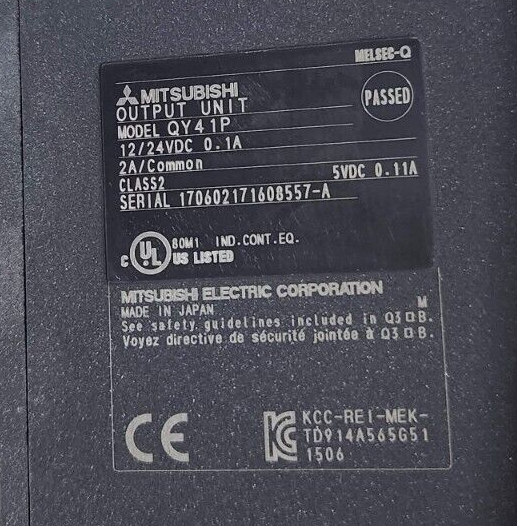 MELSEC-Q
MITSUBISHI
OUTPUT UNIT
PASSED
MODEL QY41P
12/24VDC 0.1A
2A/Common
CLASS2 5VDC 0.11A
SERIAL 170602171608557-A
C UL 80M1 IND.CONT.EQ.
US LISTED
MITSUBISHI ELECTRIC CORPORATION
MADE IN JAPAN M
See safety guidelines included in Q3□B.
Voyez directive de sécurité jointée à Q3□B.
CE
KCC-REI-MEK-
TD914A565G51
1506